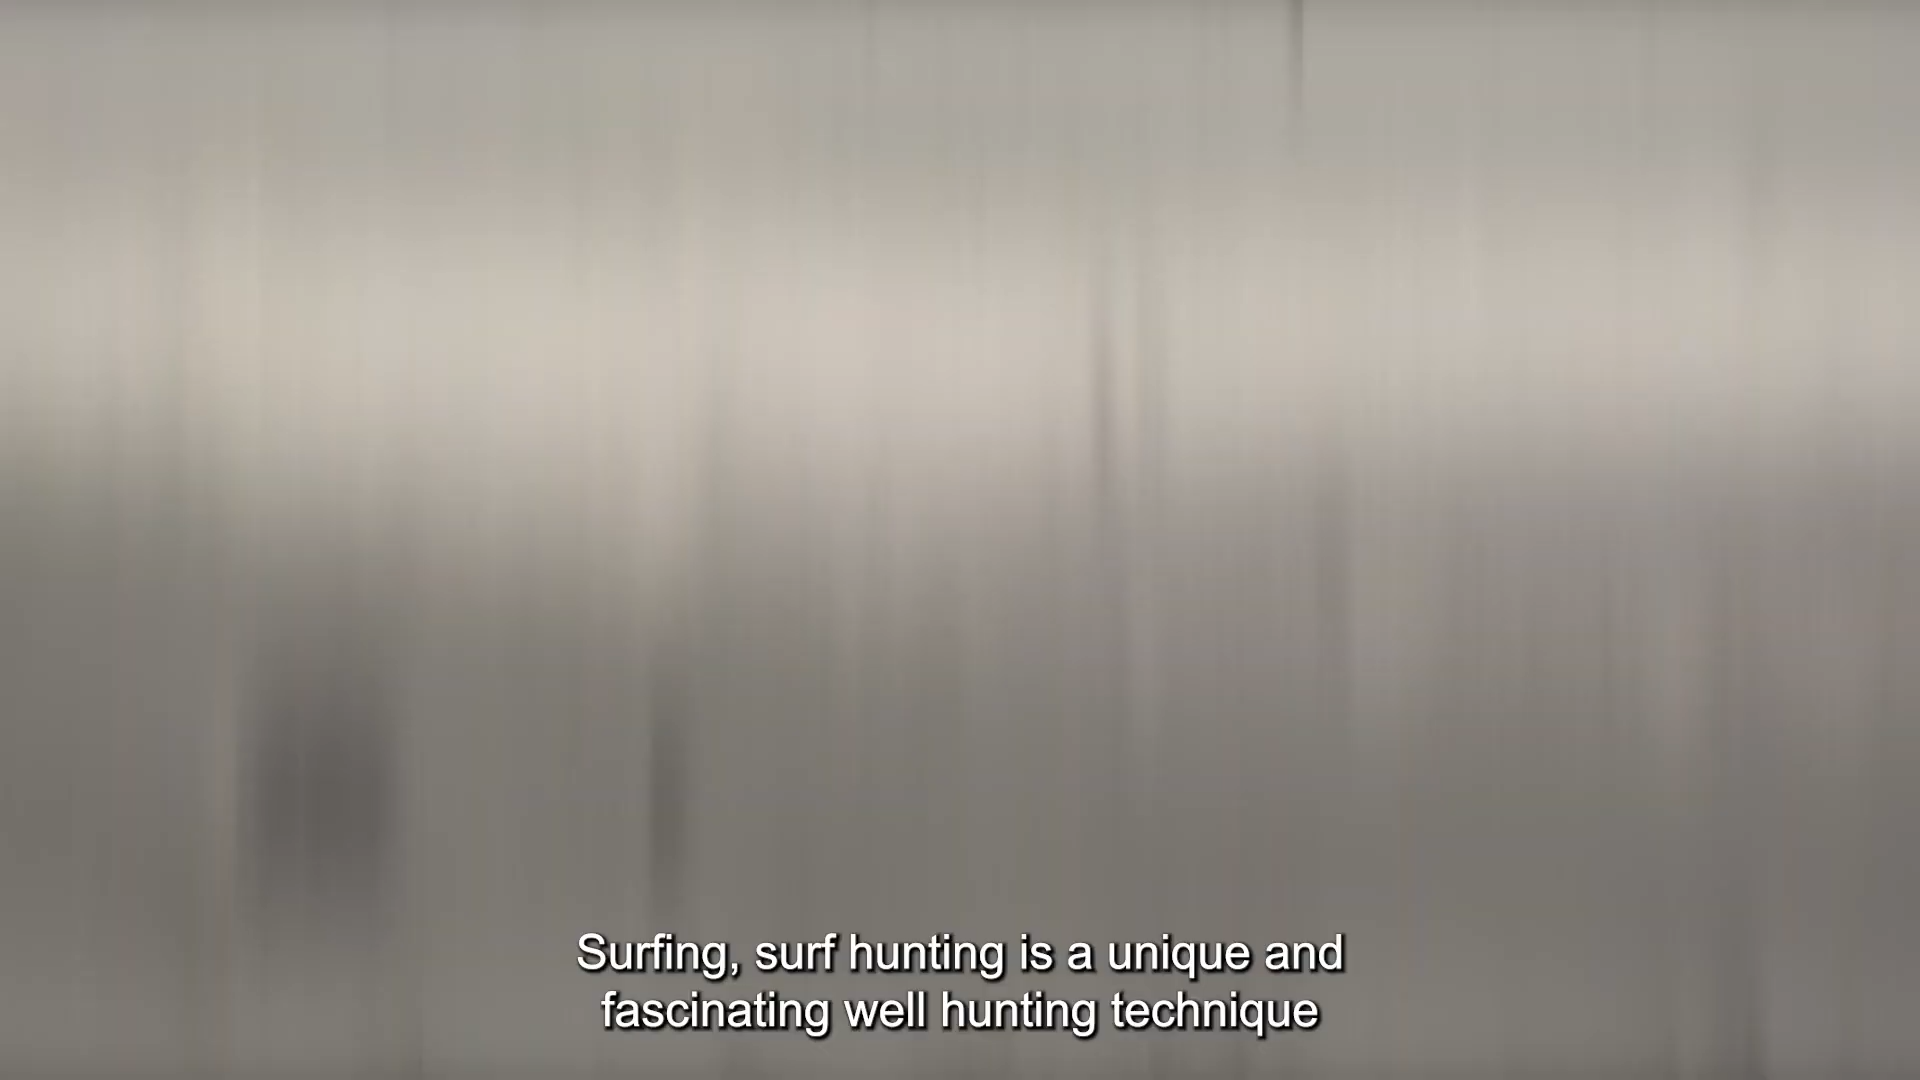 Surfing, surf hunting is a unique and
fascinating well hunting technique